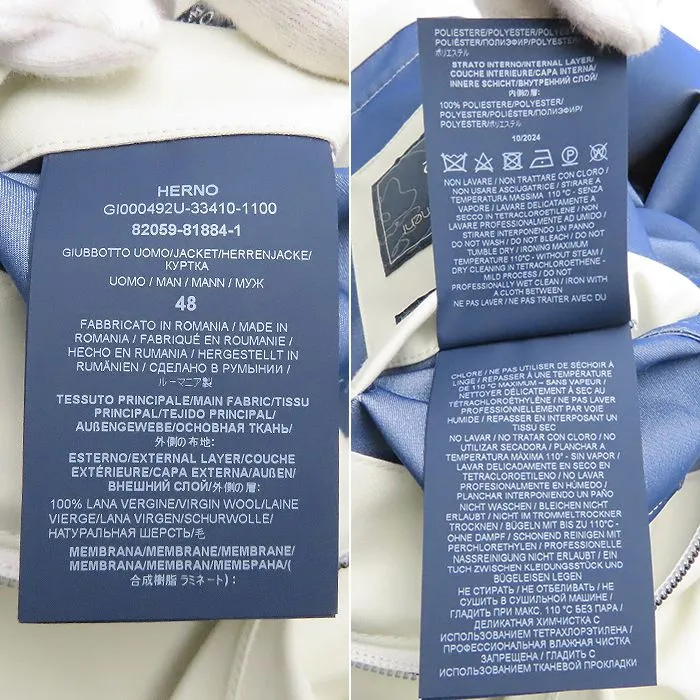 HERNO
GI000492U-33410-1100
82059-81884-1
GIUBBOTTO UOMO/JACKET/HERRENJACKE/
КУРТКА
UOMO / MAN / MANN / МУЖ
48
FABBRICATO IN ROMANIA / MADE IN
ROMANIA / FABRIQUÉ EN ROUMANIE /
HECHO EN RUMANIA / HERGESTELLT IN
RUMÄNIEN / СДЕЛАНО В РУМЫНИИ /
ルーマニア製
TESSUTO PRINCIPALE/MAIN FABRIC/TISSU
PRINCIPAL/TEJIDO PRINCIPAL/
AUßENGEWEBE/ОСНОВНАЯ ТКАНЬ/
外側の布地:
ESTERNO/EXTERNAL LAYER/COUCHE
EXTÉRIEURE/CAPA EXTERNA/AUßEN/
ВНЕШНИЙ СЛОЙ/外側の層:
100% LANA VERGINE/VIRGIN WOOL/LAINE
VIERGE/LANA VIRGEN/SCHURWOLLE/
НАТУРАЛЬНАЯ ШЕРСТЬ/毛
MEMBRANA/MEMBRANE/MEMBRANE/
MEMBRANA/MEMBRAN/МЕМБРАНА/(
合成樹脂 ラミネート):
POLIESTERE/POLYESTER/POLYESTER/
POLIÉSTER/ПОЛИЭФИР/POLYESTER/
ポリエステル
STRATO INTERNO/INTERNAL LAYER/
COUCHE INTERIEURE/CAPA INTERNA/
INNERE SCHICHT/ВНУТРЕННИЙ СЛОЙ/
内側の層:
100% POLIESTERE/POLYESTER/
POLYESTER/POLIÉSTER/ПОЛИЭФИР/
POLYESTER/ポリエステル
10/2024
NON LAVARE / NON TRATTARE CON CLORO /
NON USARE ASCIUGATRICE / STIRARE A
TEMPERATURA MASSIMA 110 °C - SENZA
VAPORE / LAVARE DELICATAMENTE A
SECCO IN TETRACLOROETILENE / LAVARE
PROFESSIONALMENTE AD UMIDO /
STIRARE INTERPONENDO UN PANNO
DO NOT WASH / DO NOT BLEACH / DO NOT
TUMBLE DRY / IRONING MAXIMUM
TEMPERATURE 110°C - WITHOUT STEAM /
DRY CLEANING IN TETRACHLOROETHENE -
MILD PROCESS / DO NOT
PROFESSIONALLY WET CLEAN / IRON WITH
A CLOTH BETWEEN
NE PAS LAVER / NE PAS TRAITER AVEC DU
CHLORE / NE PAS UTILISER DE SÉCHOIR À
LINGE / REPASSER À UNE TEMPÉRATURE
DE 110 °C MAXIMUM – SANS VAPEUR /
NETTOYER DÉLICATEMENT À SEC AU
TÉTRACHLORÉTHYLÈNE / NE PAS LAVER
PROFESSIONNELLEMENT PAR VOIE
HUMIDE / REPASSER EN INTERPOSANT UN
TISSU SEC
NO LAVAR / NO TRATAR CON CLORO / NO
UTILIZAR SECADORA / PLANCHAR A
TEMPERATURA MÁXIMA 110° - SIN VAPOR /
LAVAR DELICADAMENTE EN SECO EN
TETRACLOROETILENO / NO LAVAR
PROFESIONALMENTE EN HÚMEDO /
PLANCHAR INTERPONIENDO UN PAÑO
NICHT WASCHEN / BLEICHEN NICHT
ERLAUBT / NICHT IM TROMMELTROCKNER
TROCKNEN / BÜGELN MIT BIS ZU 110°C -
OHNE DAMPF / SCHONEND REINIGEN MIT
PERCHLORETHYLEN / PROFESSIONELLE
NASSREINIGUNG NICHT ERLAUBT / EIN
TUCH ZWISCHEN KLEIDUNGSSTÜCK UND
BÜGELEISEN LEGEN
НЕ СТИРАТЬ / НЕ ОТБЕЛИВАТЬ / НЕ
СУШИТЬ В СУШИЛЬНОЙ МАШИНЕ /
ГЛАДИТЬ ПРИ МАКС. 110 °C БЕЗ ПАРА /
ДЕЛИКАТНАЯ ХИМЧИСТКА С
ИСПОЛЬЗОВАНИЕМ ТЕТРАХЛОРЭТИЛЕНА /
ПРОФЕССИОНАЛЬНАЯ ВЛАЖНАЯ ЧИСТКА
ЗАПРЕЩЕНА / ГЛАДИТЬ С
ИСПОЛЬЗОВАНИЕМ ТКАНЕВОЙ ПРОКЛАДКИ